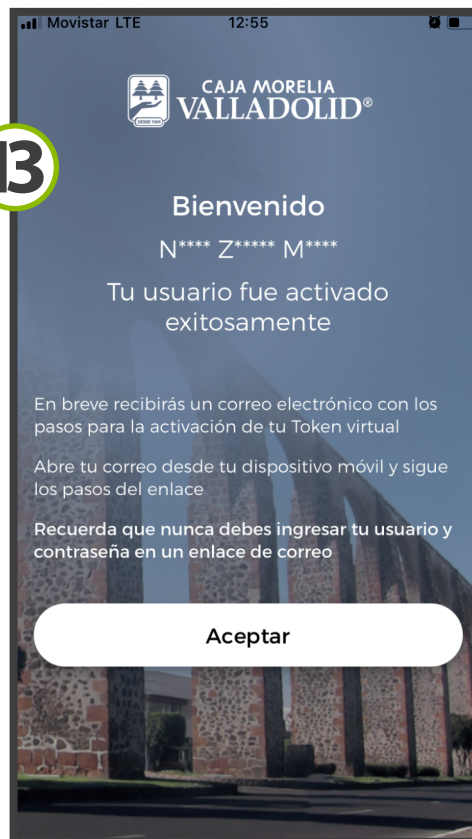 Movistar LTE 12:55
CAJA MORELIA
VALLADOLID®
DESDE 1964
13
Bienvenido
N**** Z***** M****
Tu usuario fue activado
exitosamente
En breve recibirás un correo electrónico con los
pasos para la activación de tu Token virtual
Abre tu correo desde tu dispositivo móvil y sigue
los pasos del enlace
Recuerda que nunca debes ingresar tu usuario y
contraseña en un enlace de correo
Aceptar